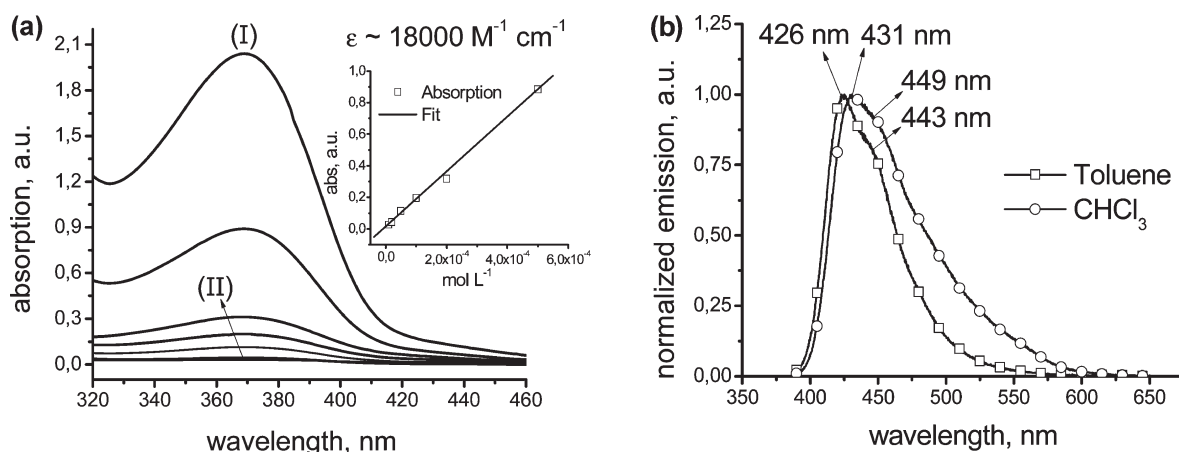 (a)
(I)
(II)
ε ~ 18000 M⁻¹ cm⁻¹
2,1
1,8
1,5
1,2
0,9
0,6
0,3
0,0
absorption, a.u.
320 340 360 380 400 420 440 460
wavelength, nm
Absorption
Fit
1,0
0,8
0,6
0,4
0,2
0,0
abs, a.u.
0,0 2,0x10⁻⁴ 4,0x10⁻⁴ 6,0x10⁻⁴
mol L⁻¹
(b)
426 nm 431 nm
449 nm
443 nm
Toluene
CHCl₃
1,25
1,00
0,75
0,50
0,25
0,00
normalized emission, a.u.
350 400 450 500 550 600 650
wavelength, nm